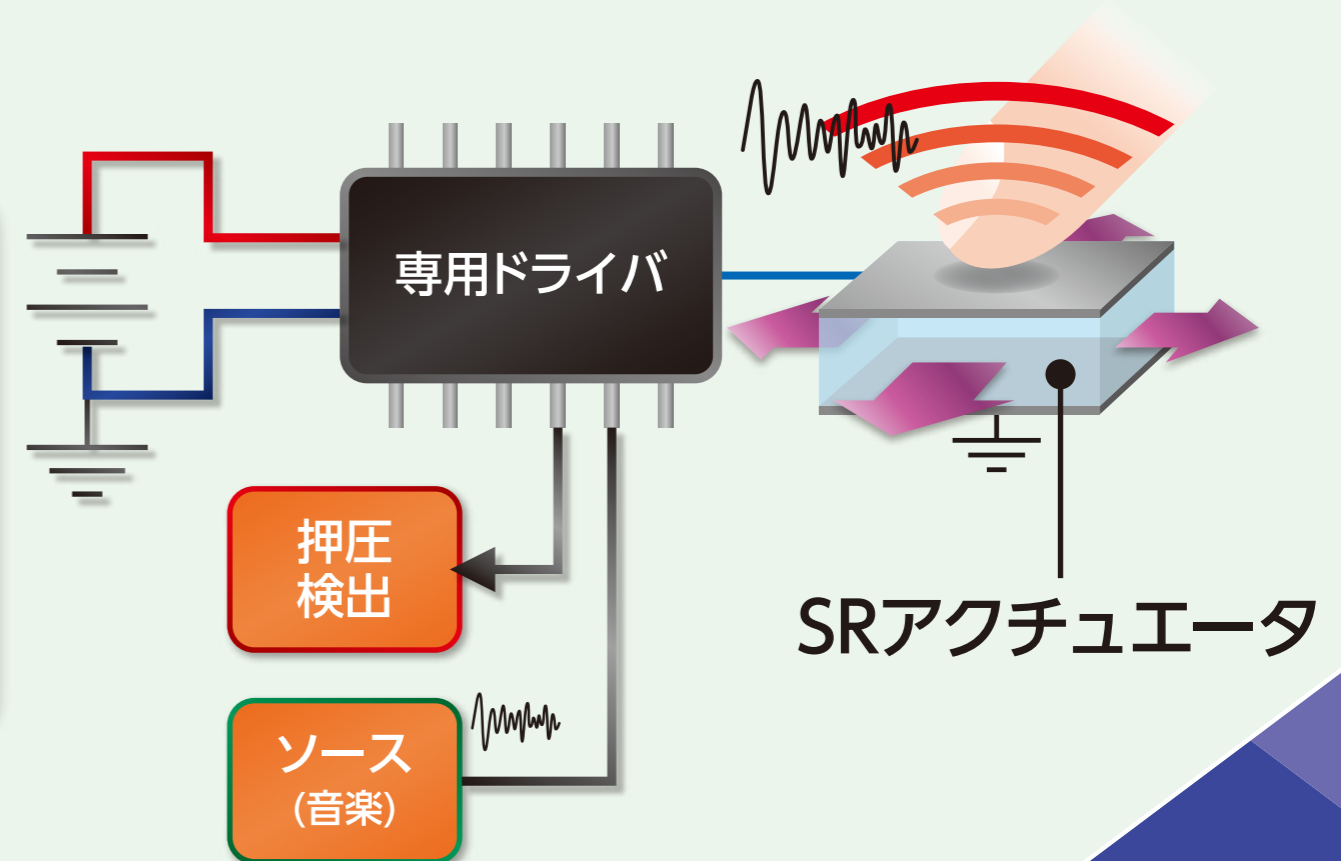 専用ドライバ
押圧
検出
SRアクチュエータ
ソース
(音楽)